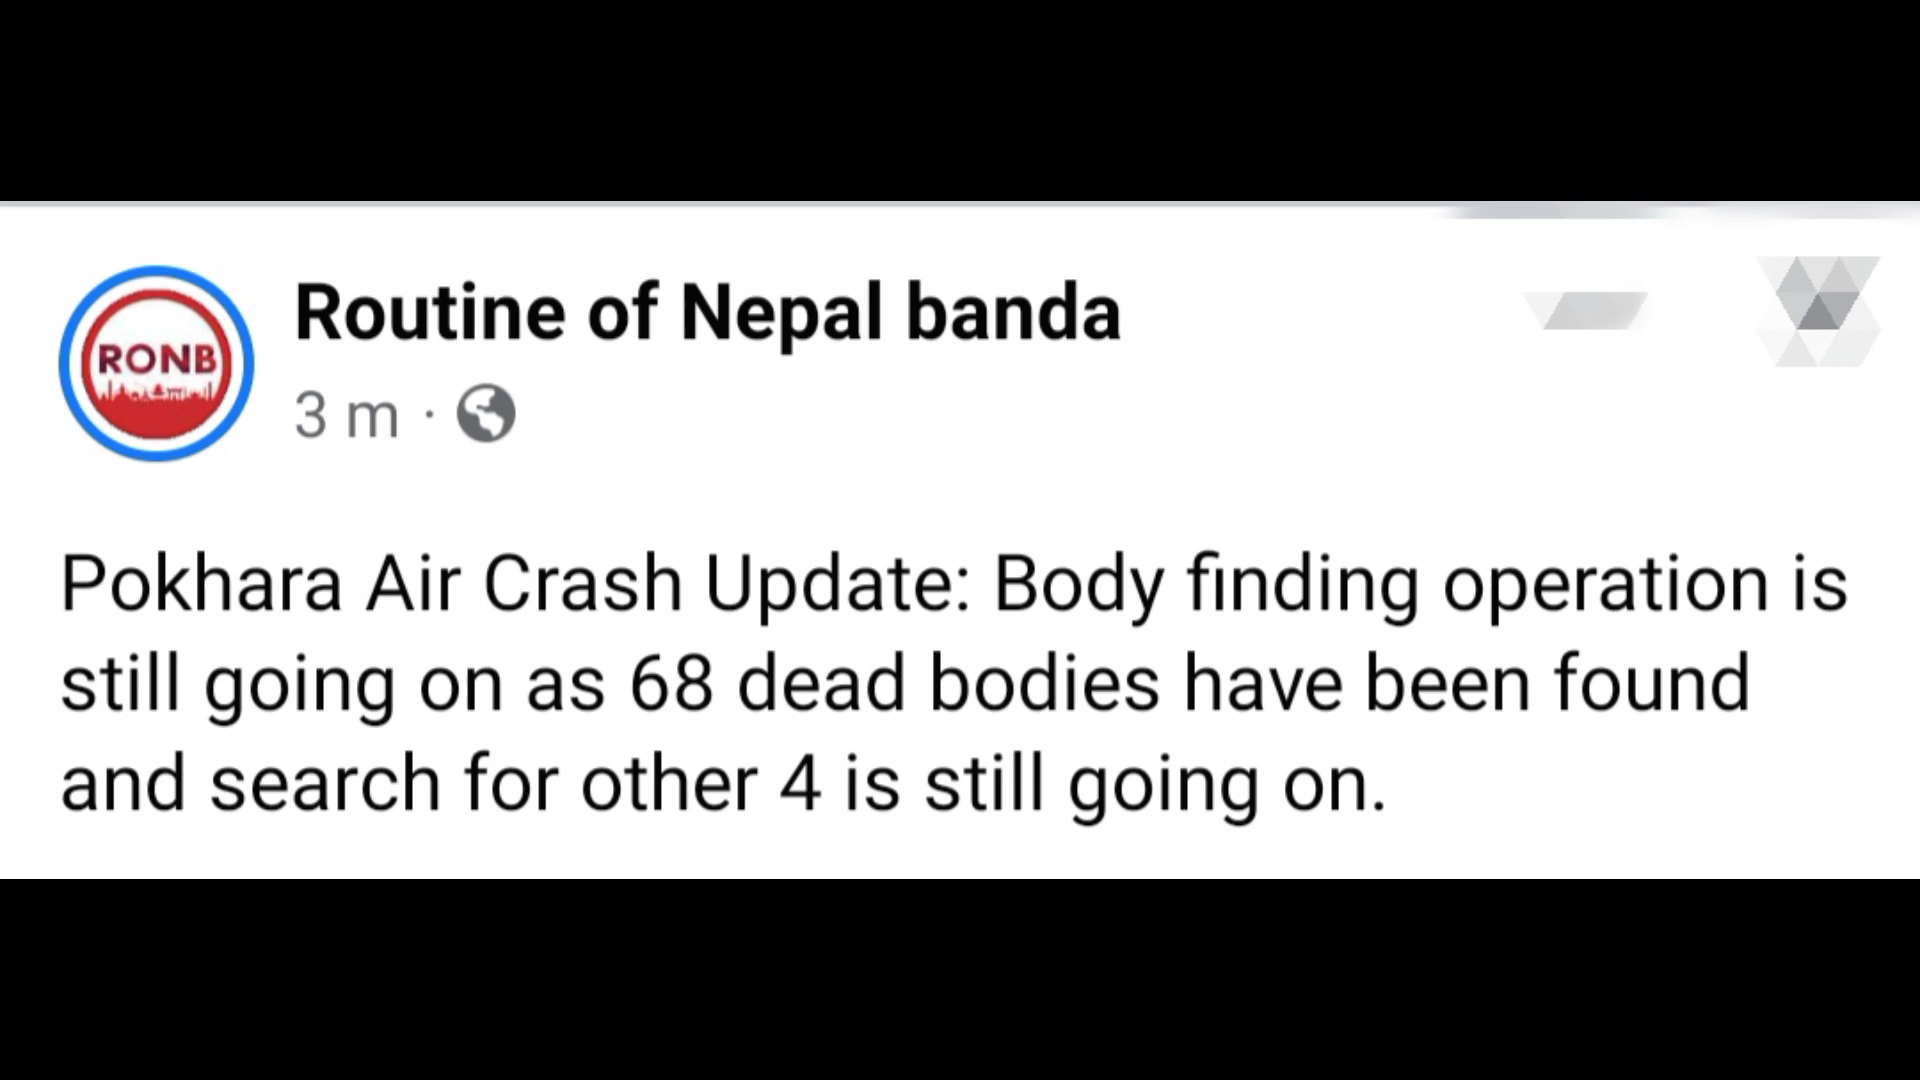 RONB
Routine of Nepal banda
3 m ·
Pokhara Air Crash Update: Body finding operation is
still going on as 68 dead bodies have been found
and search for other 4 is still going on.